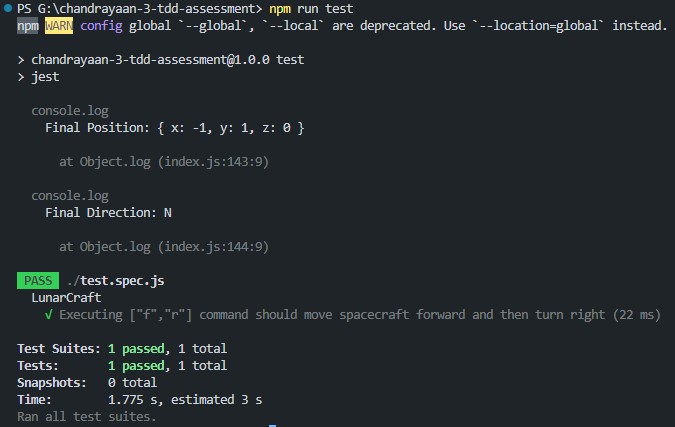 PS G:\chandrayaan-3-tdd-assessment> npm run test
npm WARN config global `--global`, `--local` are deprecated. Use `--location=global` instead.
> chandrayaan-3-tdd-assessment@1.0.0 test
> jest
console.log
Final Position: { x: -1, y: 1, z: 0 }
at Object.log (index.js:143:9)
console.log
Final Direction: N
at Object.log (index.js:144:9)
PASS ./test.spec.js
LunarCraft
√ Executing ["f","r"] command should move spacecraft forward and then turn right (22 ms)
Test Suites: 1 passed, 1 total
Tests: 1 passed, 1 total
Snapshots: 0 total
Time: 1.775 s, estimated 3 s
Ran all test suites.